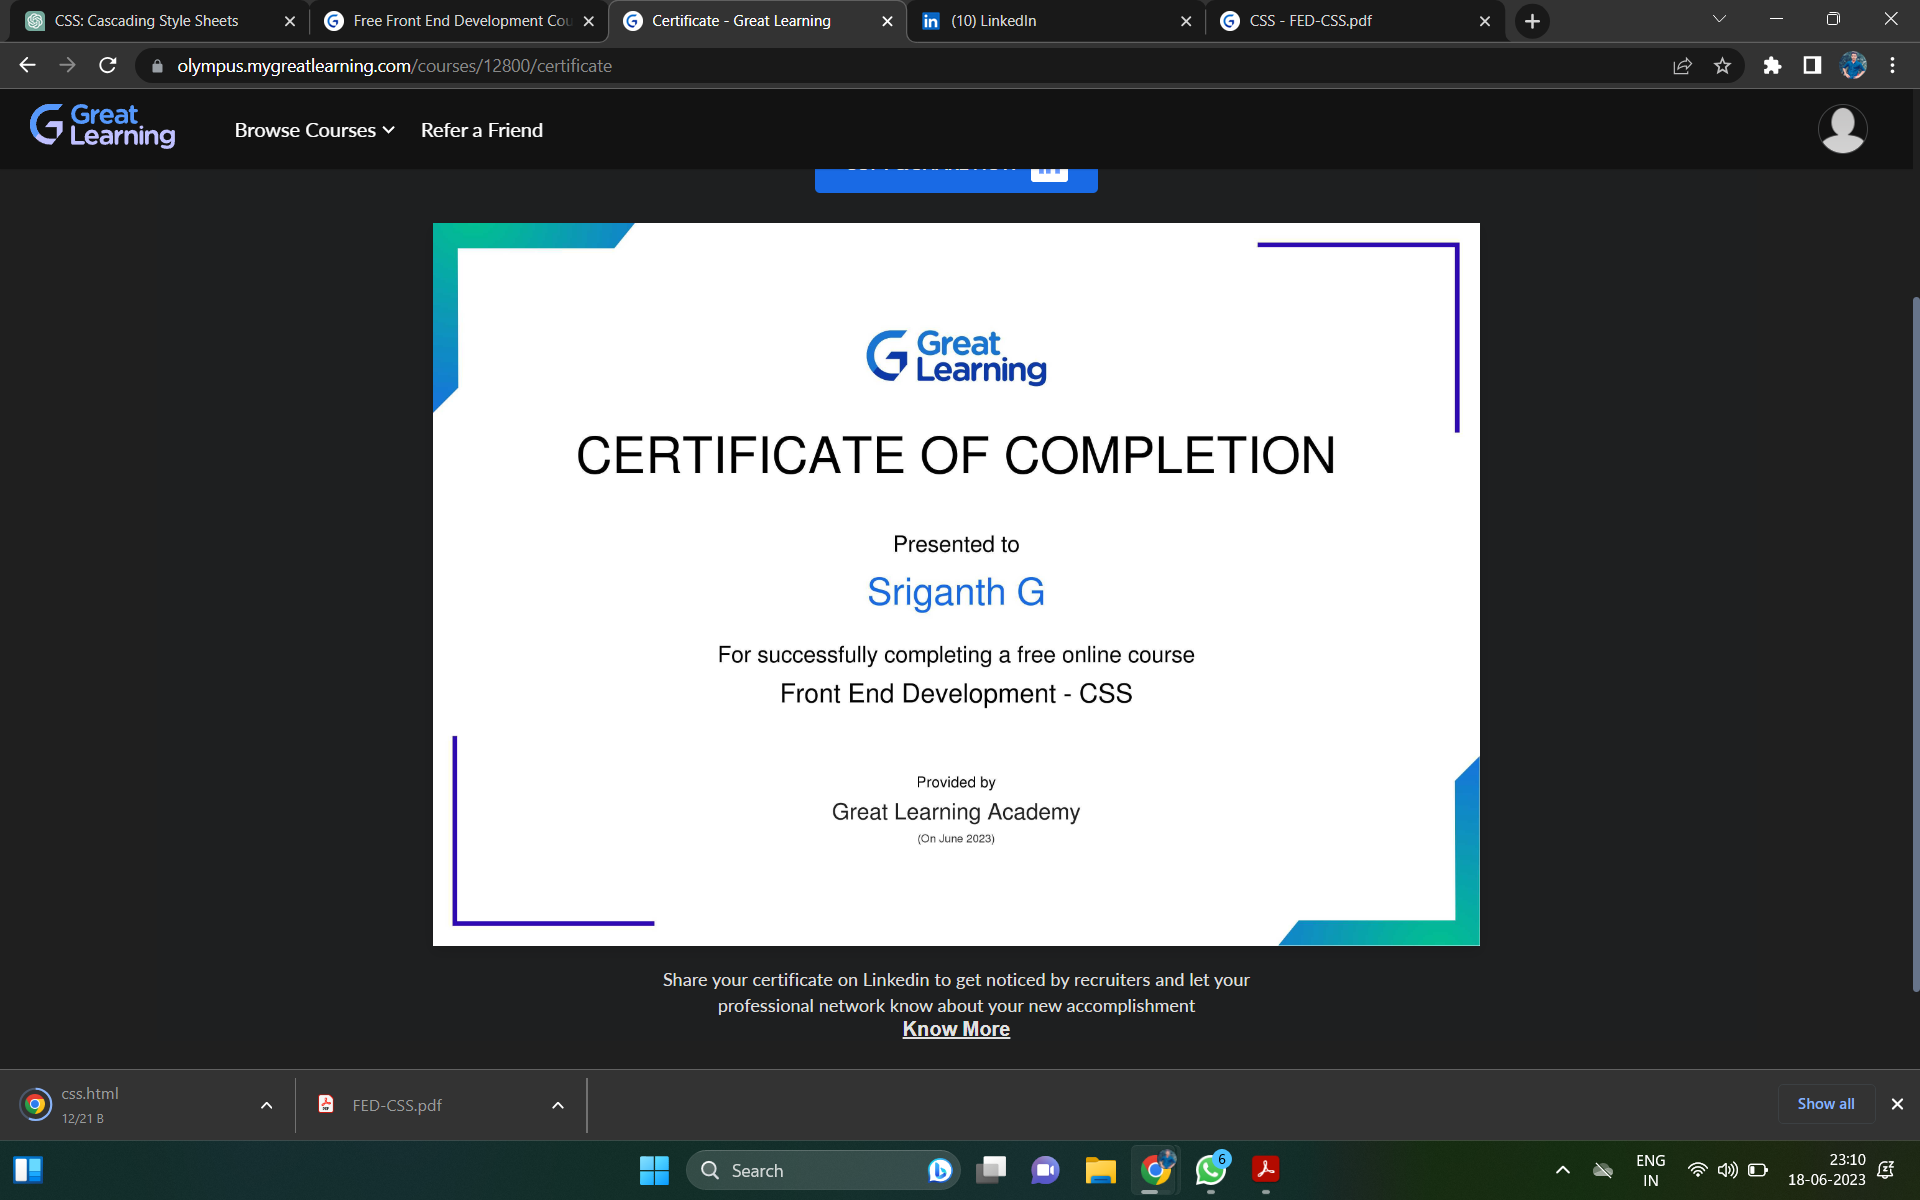 CSS: Cascading Style Sheets
Free Front End Development Cou
Certificate - Great Learning
(10) LinkedIn
CSS - FED-CSS.pdf
olympus.mygreatlearning.com/courses/12800/certificate
Great
Learning
Browse Courses
Refer a Friend
Great
Learning
CERTIFICATE OF COMPLETION
Presented to
Sriganth G
For successfully completing a free online course
Front End Development - CSS
Provided by
Great Learning Academy
(On June 2023)
Share your certificate on Linkedin to get noticed by recruiters and let your
professional network know about your new accomplishment
Know More
css.html
12/21 B
FED-CSS.pdf
Show all
Search
6
ENG
IN
23:10
18-06-2023